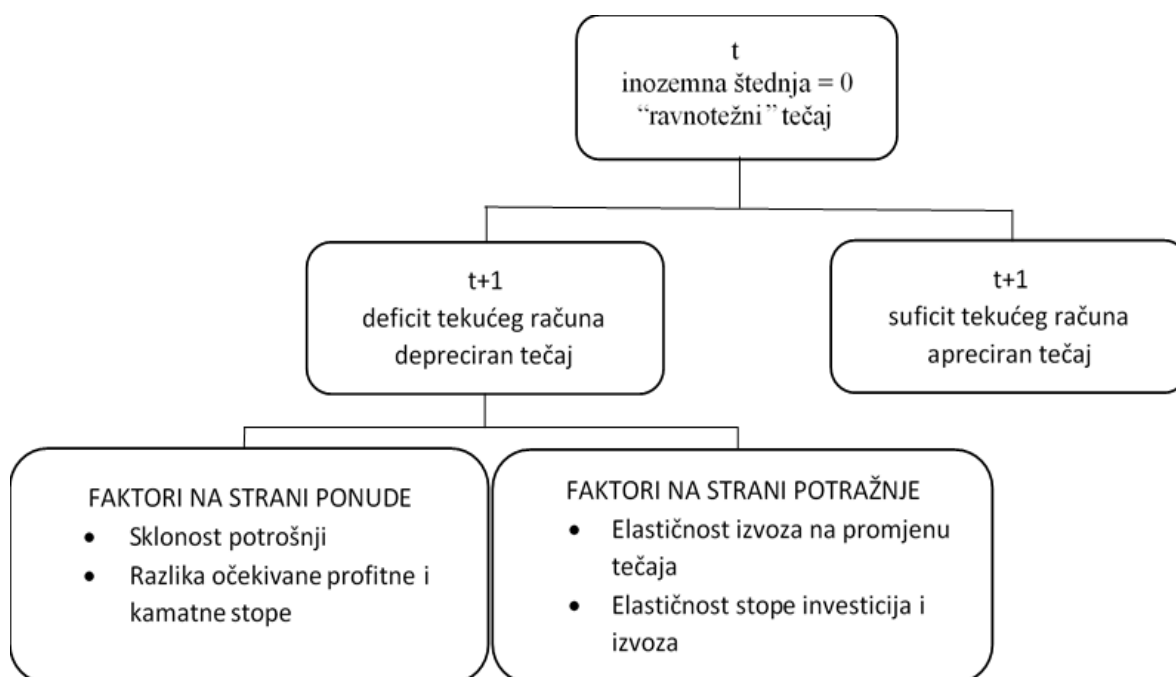 t
inozemna štednja = 0
“ravnotežni” tečaj
t+1
deficit tekućeg računa
depreciran tečaj
t+1
suficit tekućeg računa
apreciran tečaj
FAKTORI NA STRANI PONUDE
• Sklonost potrošnji
• Razlika očekivane profitne i
kamatne stope
FAKTORI NA STRANI POTRAŽNJE
• Elastičnost izvoza na promjenu
tečaja
• Elastičnost stope investicija i
izvoza